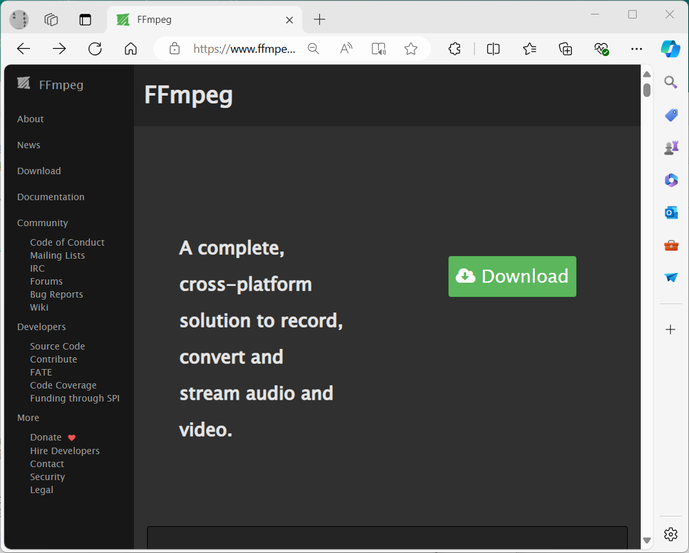 FFmpeg
https://www.ffmpe...
FFmpeg
About
News
Download
Documentation
Community
Code of Conduct
Mailing Lists
IRC
Forums
Bug Reports
Wiki
Developers
Source Code
Contribute
FATE
Code Coverage
Funding through SPI
More
Donate
Hire Developers
Contact
Security
Legal
FFmpeg
A complete,
cross-platform
solution to record,
convert and
stream audio and
video.
Download